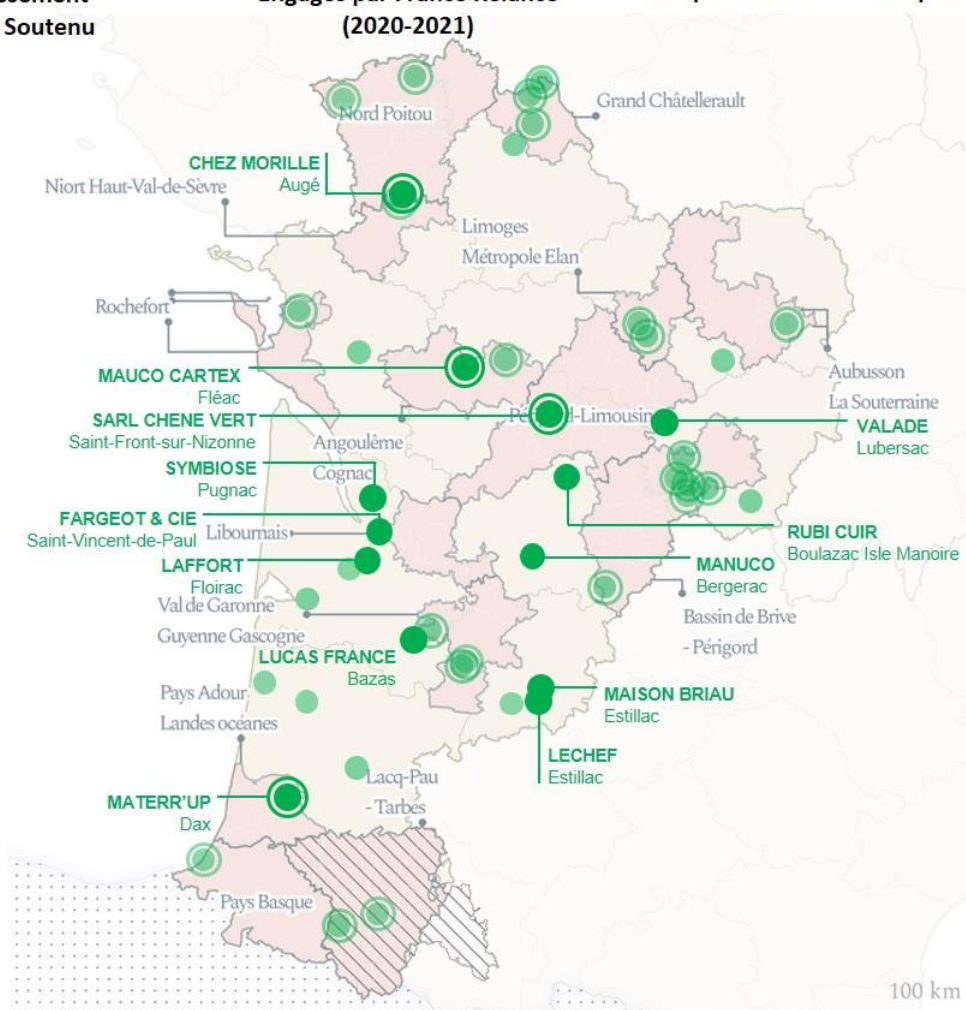 Soutenu
(2020-2021)
Grand Châtellerault
Nord Poitou
CHEZ MORILLE
Augé
Niort Haut-Val-de-Sèvre
Limoges
Métropole Elan
Rochefort
MAUCO CARTEX
Fléac
Aubusson
La Souterraine
SARL CHENE VERT
Saint-Front-sur-Nizonne
VALADE
Lubersac
Angoulême
Cognac
SYMBIOSE
Pugnac
FARGEOT & CIE
Saint-Vincent-de-Paul
Libournais
RUBI CUIR
Boulazac Isle Manoire
LAFFORT
Floirac
MANUCO
Bergerac
Val de Garonne
Guyenne Gascogne
Bassin de Brive
- Périgord
LUCAS FRANCE
Bazas
Pays Adour
Landes océanes
MAISON BRIAU
Estillac
LECHEF
Estillac
Lacq-Pau
- Tarbes
MATERR'UP
Dax
Pays Basque
100 km